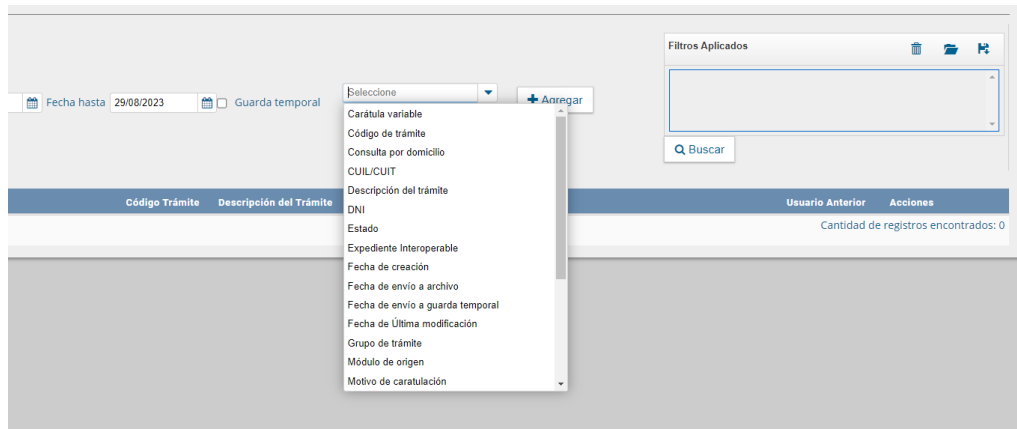 Filtros Aplicados
Fecha hasta 29/08/2023 Guarda temporal Seleccione Agregar
Carátula variable
Código de trámite
Consulta por domicilio
CUIL/CUIT
Descripción del trámite
DNI
Estado
Expediente Interoperable
Fecha de creación
Fecha de envío a archivo
Fecha de envío a guarda temporal
Fecha de Última modificación
Grupo de trámite
Módulo de origen
Motivo de caratulación
Buscar
Código Trámite Descripción del Trámite Usuario Anterior Acciones
Cantidad de registros encontrados: 0